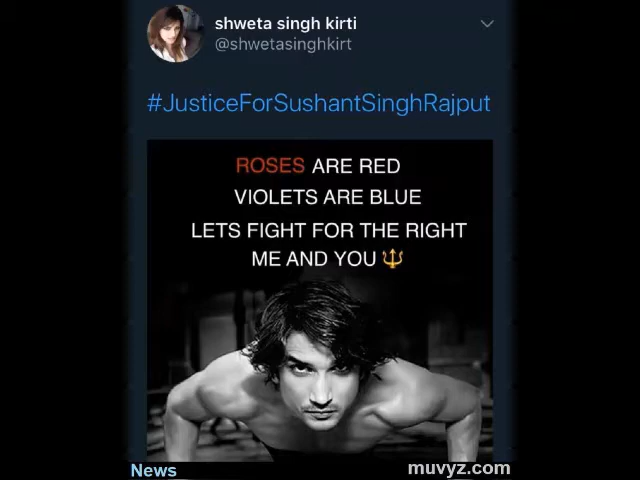 shweta singh kirti
@shwetasinghkirt
#JusticeForSushantSinghRajput
ROSES ARE RED
VIOLETS ARE BLUE
LETS FIGHT FOR THE RIGHT
ME AND YOU🔱
News
muvyz.com